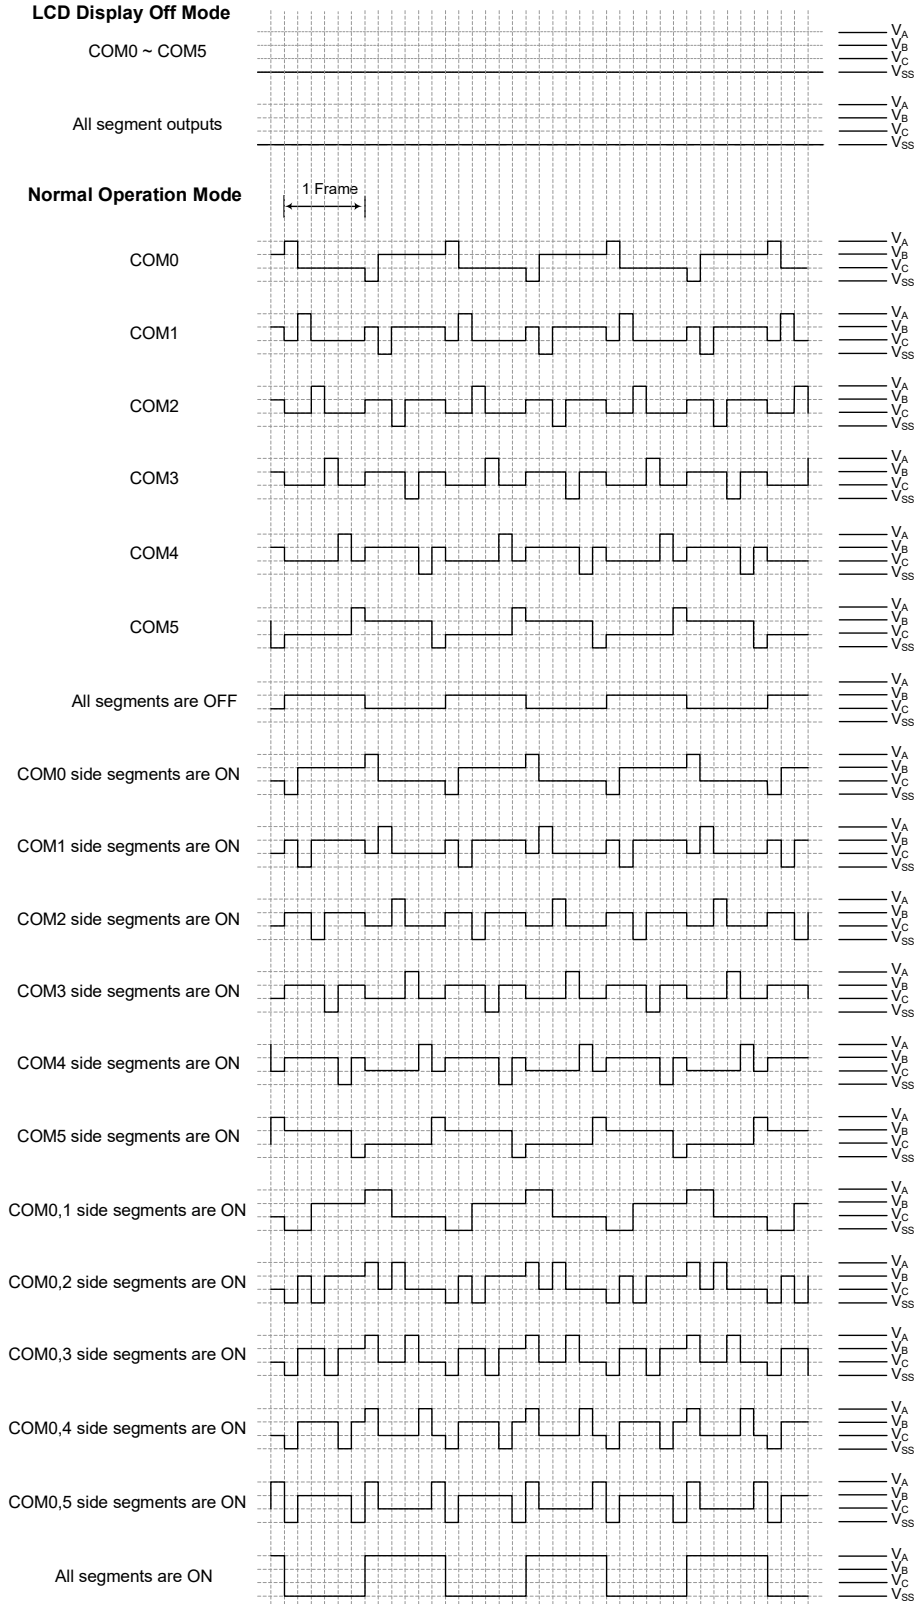 LCD Display Off Mode
COM0 ~ COM5
VA
VB
VC
VSS
All segment outputs
VA
VB
VC
VSS
Normal Operation Mode
1 Frame
COM0
VA
VB
VC
VSS
COM1
VA
VB
VC
VSS
COM2
VA
VB
VC
VSS
COM3
VA
VB
VC
VSS
COM4
VA
VB
VC
VSS
COM5
VA
VB
VC
VSS
All segments are OFF
VA
VB
VC
VSS
COM0 side segments are ON
VA
VB
VC
VSS
COM1 side segments are ON
VA
VB
VC
VSS
COM2 side segments are ON
VA
VB
VC
VSS
COM3 side segments are ON
VA
VB
VC
VSS
COM4 side segments are ON
VA
VB
VC
VSS
COM5 side segments are ON
VA
VB
VC
VSS
COM0,1 side segments are ON
VA
VB
VC
VSS
COM0,2 side segments are ON
VA
VB
VC
VSS
COM0,3 side segments are ON
VA
VB
VC
VSS
COM0,4 side segments are ON
VA
VB
VC
VSS
COM0,5 side segments are ON
VA
VB
VC
VSS
All segments are ON
VA
VB
VC
VSS